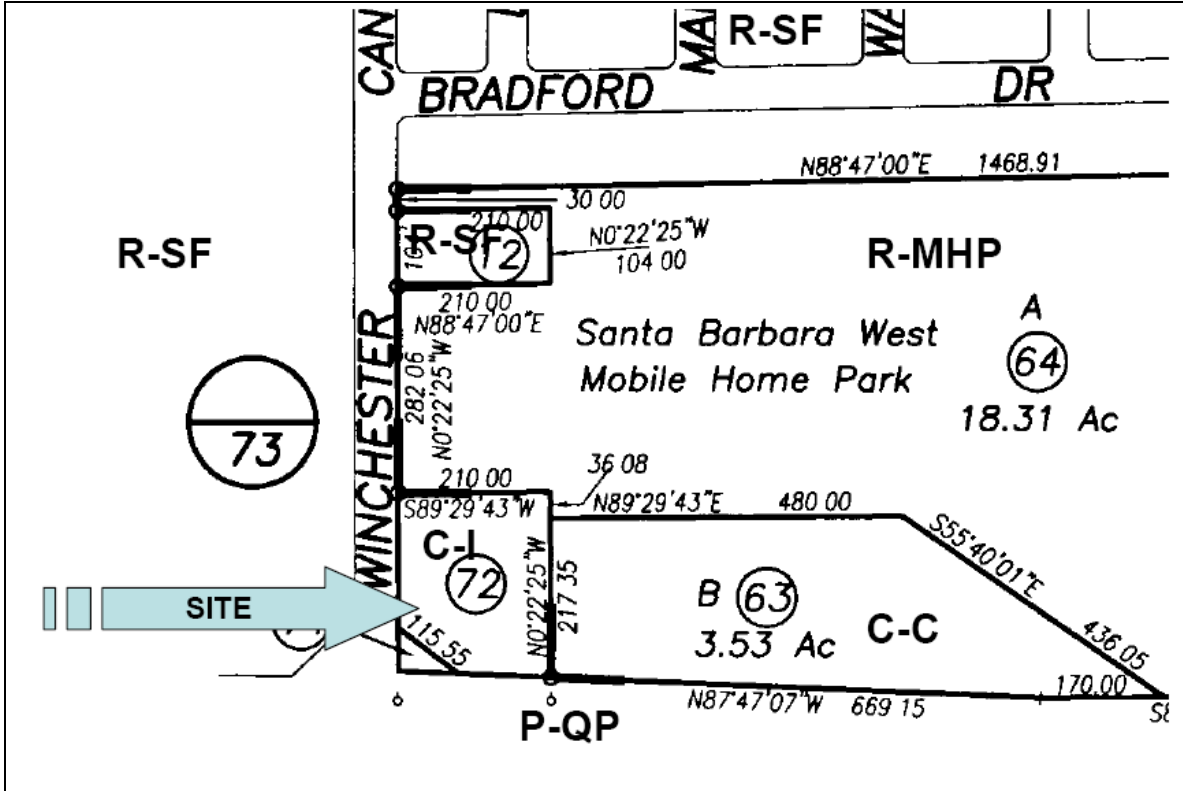 CAN
MA
R-SF
WA
BRADFORD
DR
N88°47'00"E 1468.91
30 00
210.00
R-SF
12
N0°22'25"W
104 00
R-SF
R-MHP
210 00
N88°47'00"E
WINCHESTER
282 06
N0°22'25"W
Santa Barbara West
Mobile Home Park
A
64
18.31 Ac
73
210 00
S89°29'43"W
36 08
N89°29'43"E 480 00
S55°40'01"E
436 05
C-I
72
N0°22'25"W
217 35
SITE
115.55
B 63
3.53 Ac
C-C
170.00
N87°47'07"W 669 15
P-QP